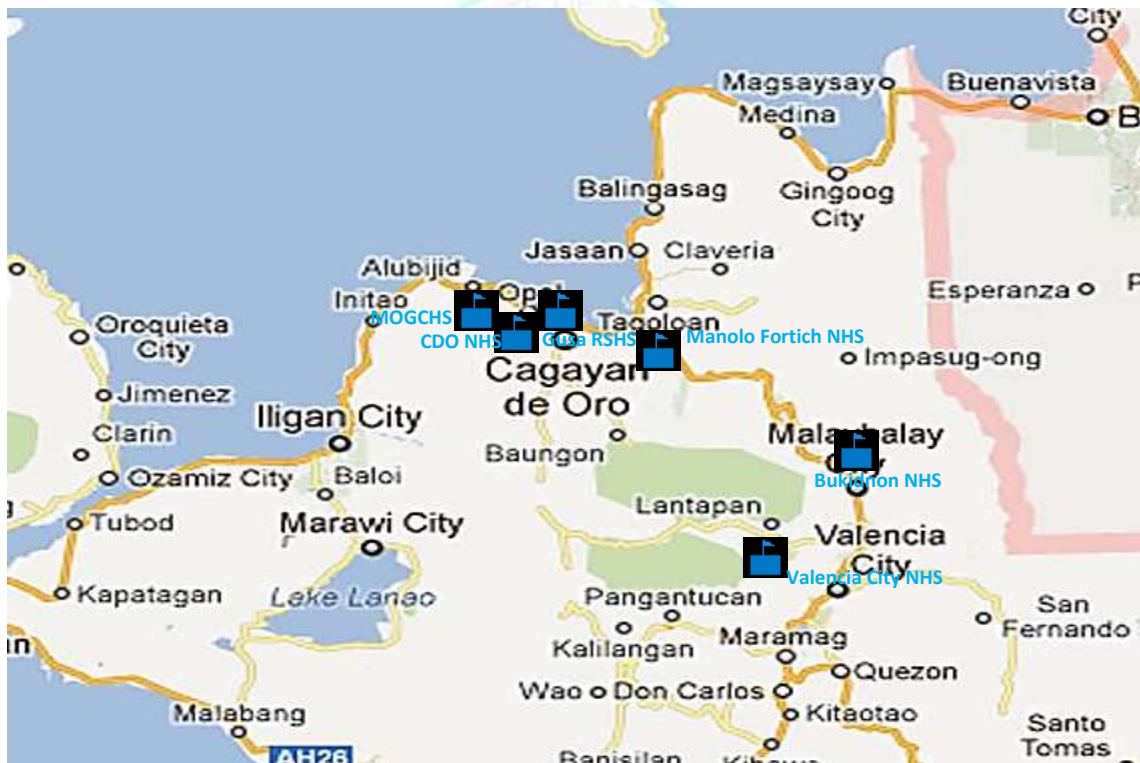 City
Magsaysay
Buenavista
Medina
B
Balingasag
Gingoog
City
Jasaan
Claveria
Alubijid
Opol
Esperanza
P
Initao
MOGCHS
Oroquieta
City
Tagoloan
Manolo Fortich NHS
CDO NHS
Gusa RSHS
Impasug-ong
Cagayan
de Oro
Jimenez
Iligan City
Clarin
Malaybalay
City
Baungon
Ozamiz City
Baloi
Bukidnon NHS
Lantapan
Tubod
Marawi City
Valencia
City
Valencia City NHS
Kapatagan
Lake Lanao
Pangantucan
San
Fernando
Kalilangan
Maramag
Quezon
Wao
Don Carlos
Kitaotao
Malabang
Santo
Tomas
AH26
Banisilan
Kibawe